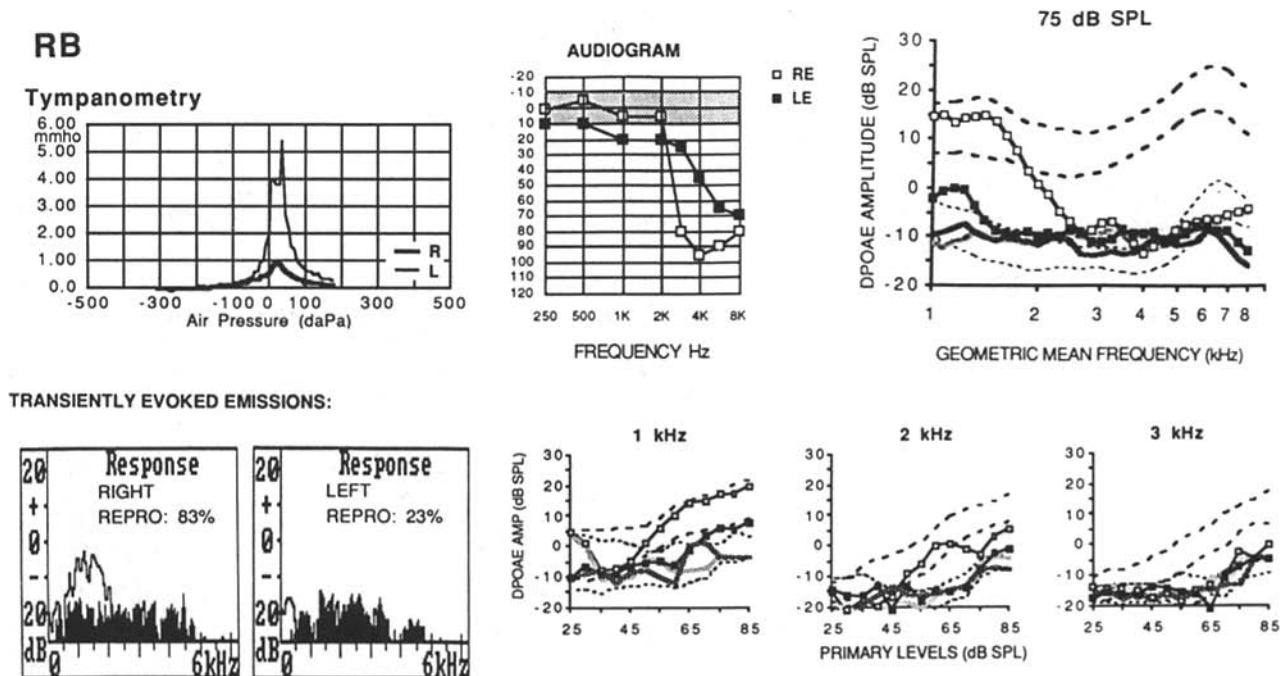 RB
Tympanometry
6.00
mmho
5.00
4.00
3.00
2.00
1.00
0.0
R
L
-500 -300 -100 0 100 300 500
Air Pressure (daPa)
AUDIOGRAM
-20
-10
0
10
20
30
40
50
60
70
80
90
100
110
120
250 500 1K 2K 4K 8K
FREQUENCY Hz
RE
LE
75 dB SPL
DPOAE AMPLITUDE (dB SPL)
30
20
10
0
-10
-20
1 2 3 4 5 6 7 8
GEOMETRIC MEAN FREQUENCY (kHz)
TRANSIENTLY EVOKED EMISSIONS:
Response
RIGHT
REPRO: 83%
20
+
0
-
20
dB
0 6kHz
Response
LEFT
REPRO: 23%
20
+
0
-
20
dB
0 6kHz
1 kHz
DPOAE AMP (dB SPL)
30
20
10
0
-10
-20
25 45 65 85
2 kHz
30
20
10
0
-10
-20
25 45 65 85
PRIMARY LEVELS (dB SPL)
3 kHz
30
20
10
0
-10
-20
25 45 65 85